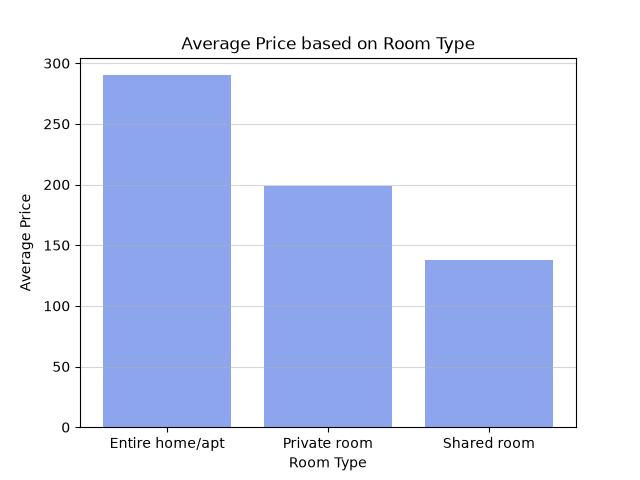 Average Price based on Room Type
Average Price
300
250
200
150
100
50
0
Entire home/apt Private room Shared room
Room Type